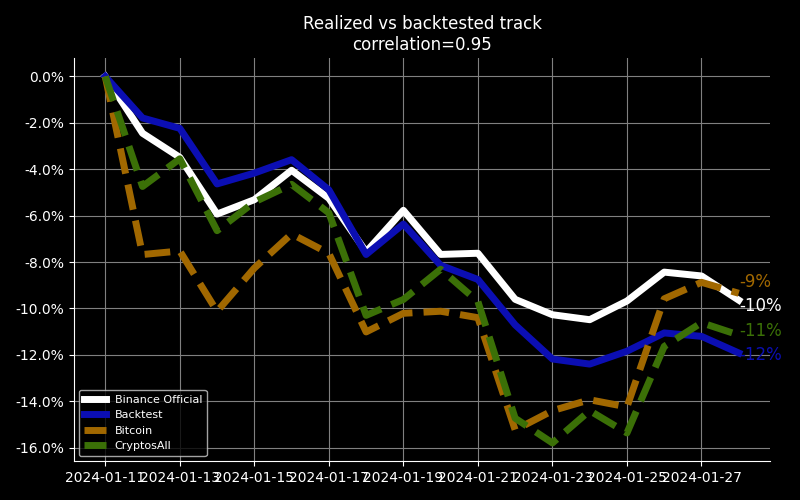 Realized vs backtested track
correlation=0.95
0.0%
-2.0%
-4.0%
-6.0%
-8.0%
-10.0%
-12.0%
-14.0%
-16.0%
-9%
-10%
-11%
-12%
Binance Official
Backtest
Bitcoin
CryptosAll
2024-01-11 2024-01-13 2024-01-15 2024-01-17 2024-01-19 2024-01-21 2024-01-23 2024-01-25 2024-01-27